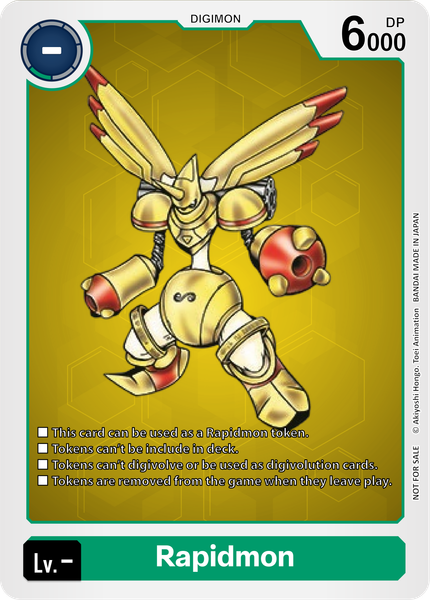 DIGIMON
-
DP
6000
■ This card can be used as a Rapidmon token.
■ Tokens can't be include in deck.
■ Tokens can't digivolve or be used as digivolution cards.
■ Tokens are removed from the game when they leave play.
NOT FOR SALE © Akiyoshi Hongo. Toei Animation BANDAI MADE IN JAPAN
Lv.-
Rapidmon